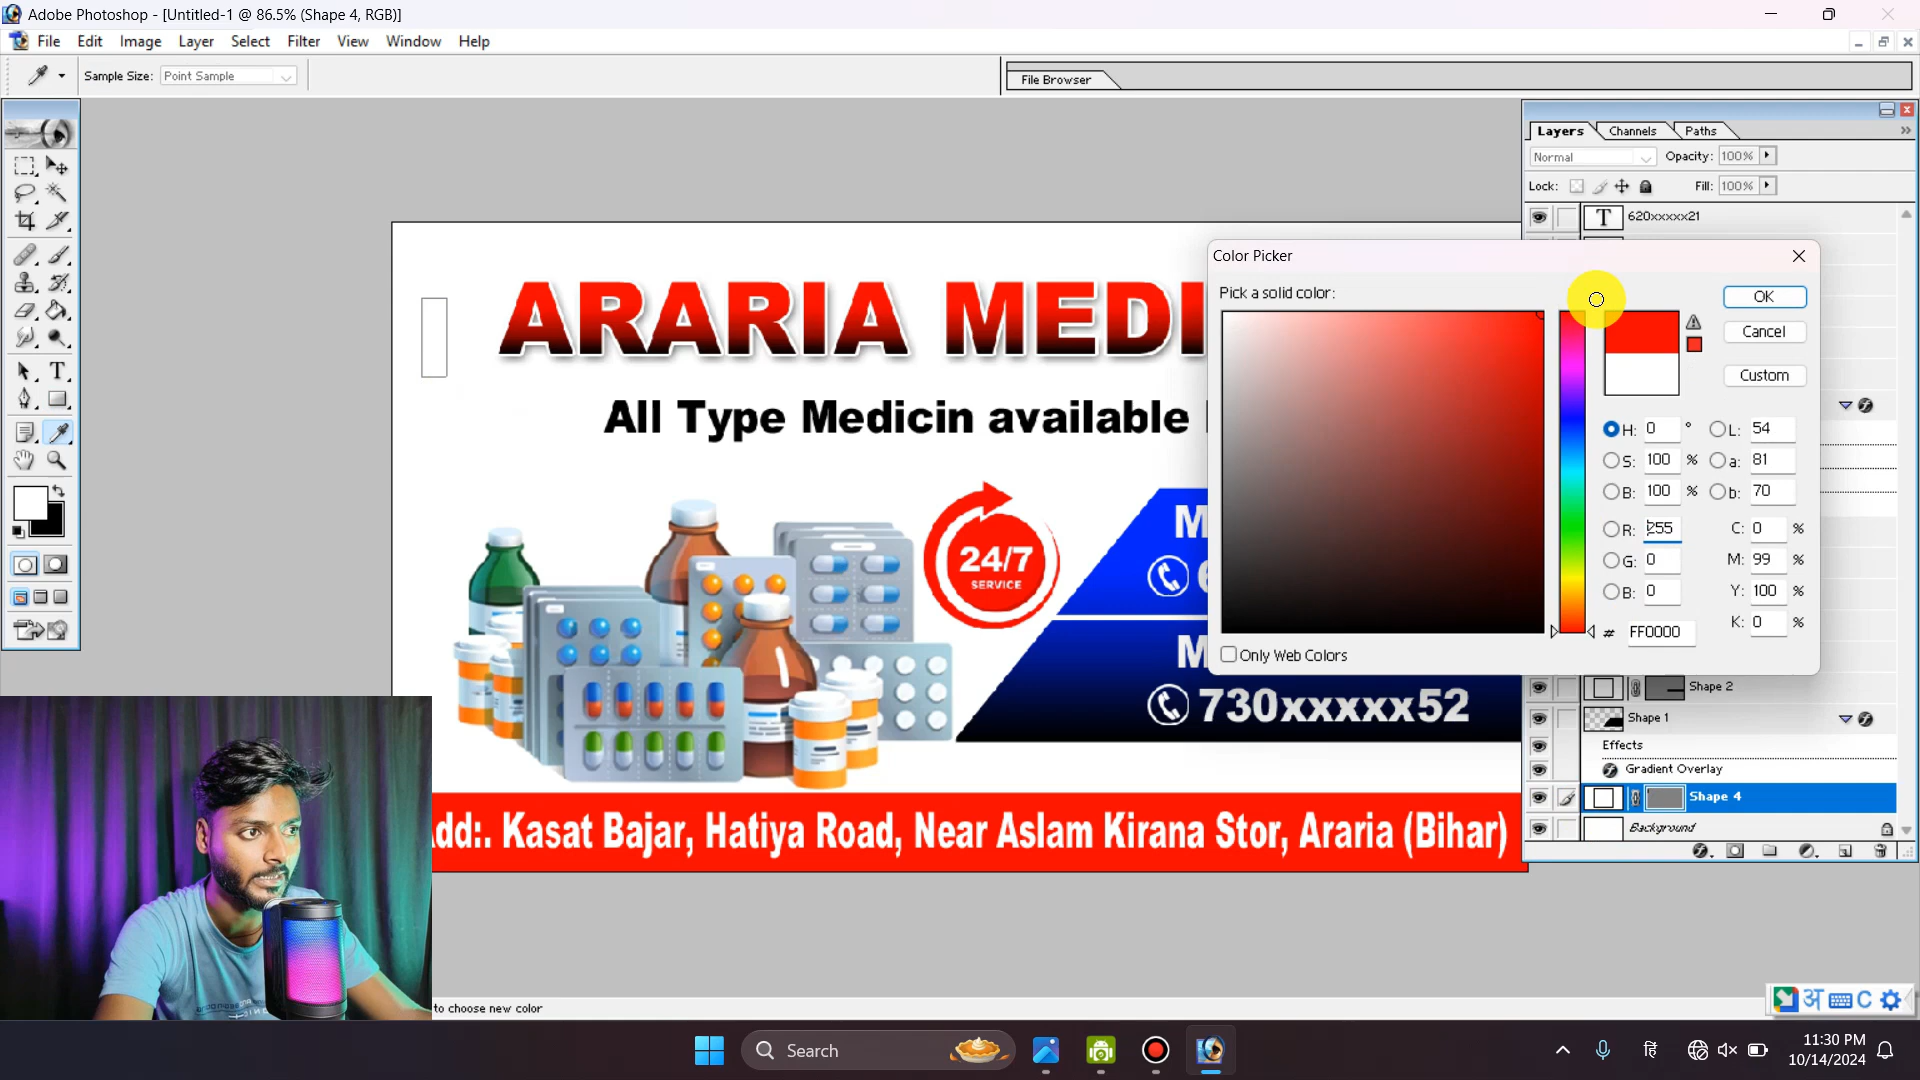 Adobe Photoshop - [Untitled-1 @ 86.5% (Shape 4, RGB)]
File Edit Image Layer Select Filter View Window Help
Sample Size: Point Sample
File Browser
Layers Channels Paths
Normal Opacity: 100%
Lock: Fill: 100%
T 620xxxxx21
Color Picker
Pick a solid color:
OK
Cancel
Custom
H: 0 ° L: 54
S: 100 % a: 81
B: 100 % b: 70
R: 255 C: 0 %
G: 0 M: 99 %
B: 0 Y: 100 %
K: 0 %
# FF0000
Only Web Colors
ARARIA MEDI
All Type Medicin available
24/7
SERVICE
M
6
M
730xxxxx52
dd:. Kasat Bajar, Hatiya Road, Near Aslam Kirana Stor, Araria (Bihar)
Shape 2
Shape 1
Effects
Gradient Overlay
Shape 4
Background
to choose new color
अ C
Search
हि
11:30 PM
10/14/2024